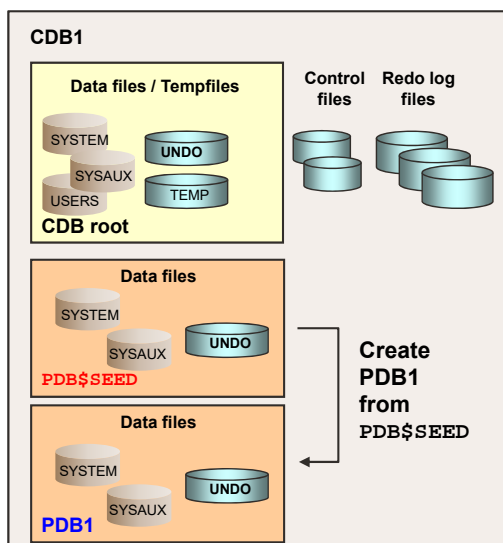 CDB1
Data files / Tempfiles
SYSTEM
UNDO
SYSAUX
TEMP
USERS
CDB root
Control
files
Redo log
files
Data files
SYSTEM
UNDO
SYSAUX
PDB$SEED
Create
PDB1
from
PDB$SEED
Data files
SYSTEM
UNDO
SYSAUX
PDB1